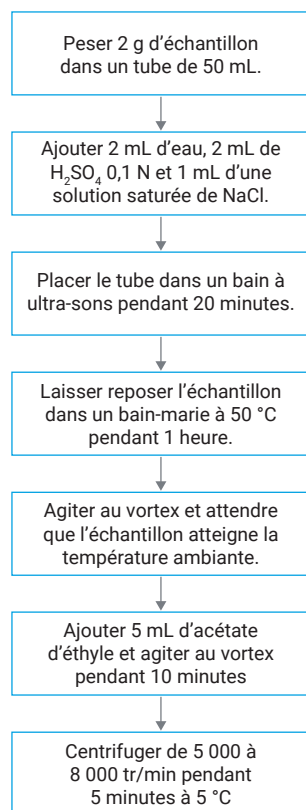 Peser 2 g d’échantillon
dans un tube de 50 mL.
Ajouter 2 mL d’eau, 2 mL de
H₂SO₄ 0,1 N et 1 mL d’une
solution saturée de NaCl.
Placer le tube dans un bain à
ultra-sons pendant 20 minutes.
Laisser reposer l’échantillon
dans un bain-marie à 50 °C
pendant 1 heure.
Agiter au vortex et attendre
que l’échantillon atteigne la
température ambiante.
Ajouter 5 mL d’acétate
d’éthyle et agiter au vortex
pendant 10 minutes
Centrifuger de 5 000 à
8 000 tr/min pendant
5 minutes à 5 °C